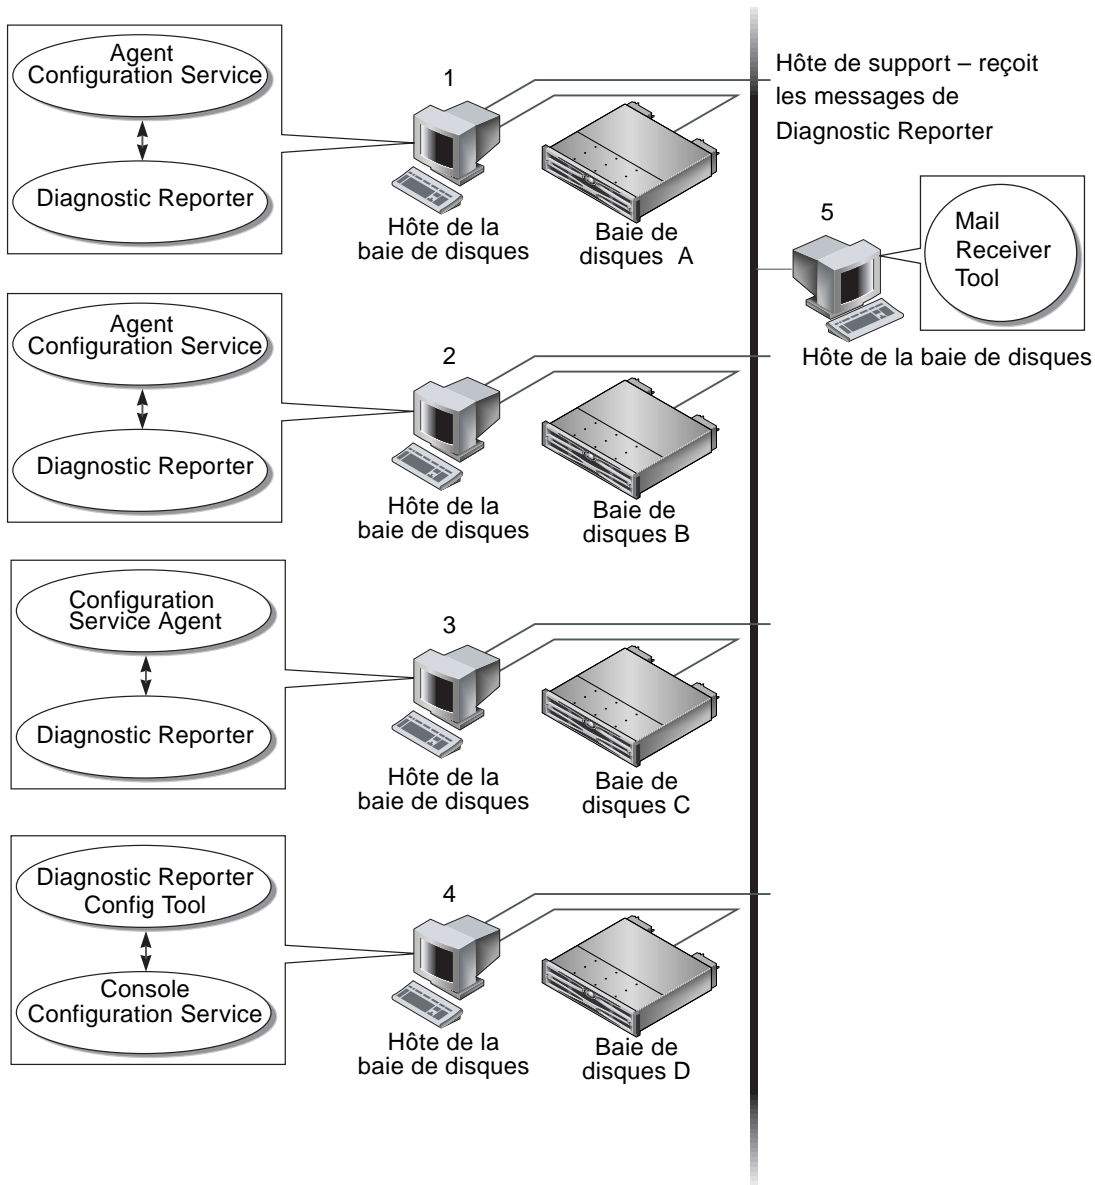 Agent
Configuration Service
Diagnostic Reporter
1
Hôte de la
baie de disques
Baie de
disques A
Hôte de support – reçoit
les messages de
Diagnostic Reporter
5
Mail
Receiver
Tool
Hôte de la baie de disques
Agent
Configuration Service
Diagnostic Reporter
2
Hôte de la
baie de disques
Baie de
disques B
Configuration
Service Agent
Diagnostic Reporter
3
Hôte de la
baie de disques
Baie de
disques C
Diagnostic Reporter
Config Tool
Console
Configuration Service
4
Hôte de la
baie de disques
Baie de
disques D